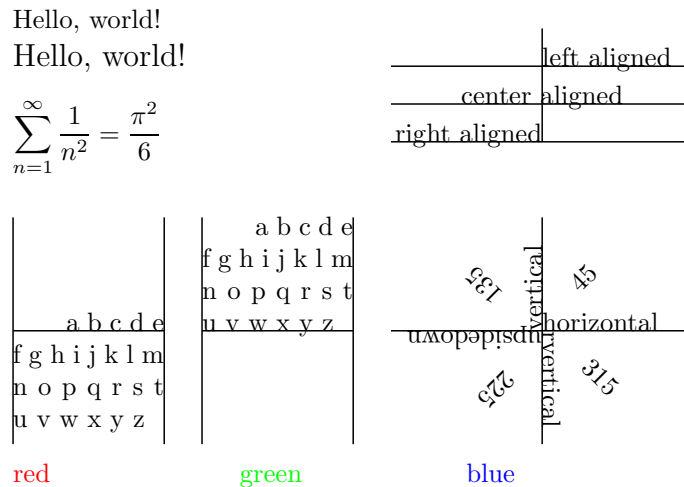 Hello, world!
Hello, world!
∑_{n=1}^{∞} 1/n² = π²/6
left aligned
center aligned
right aligned
a b c d e
f g h i j k l m
n o p q r s t
u v w x y z
a b c d e
f g h i j k l m
n o p q r s t
u v w x y z
135
vertical
45
horizontal
upsidedown
rvertical
225
315
red
green
blue